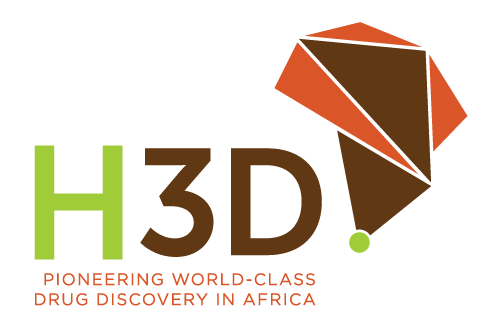 H3D
PIONEERING WORLD-CLASS
DRUG DISCOVERY IN AFRICA